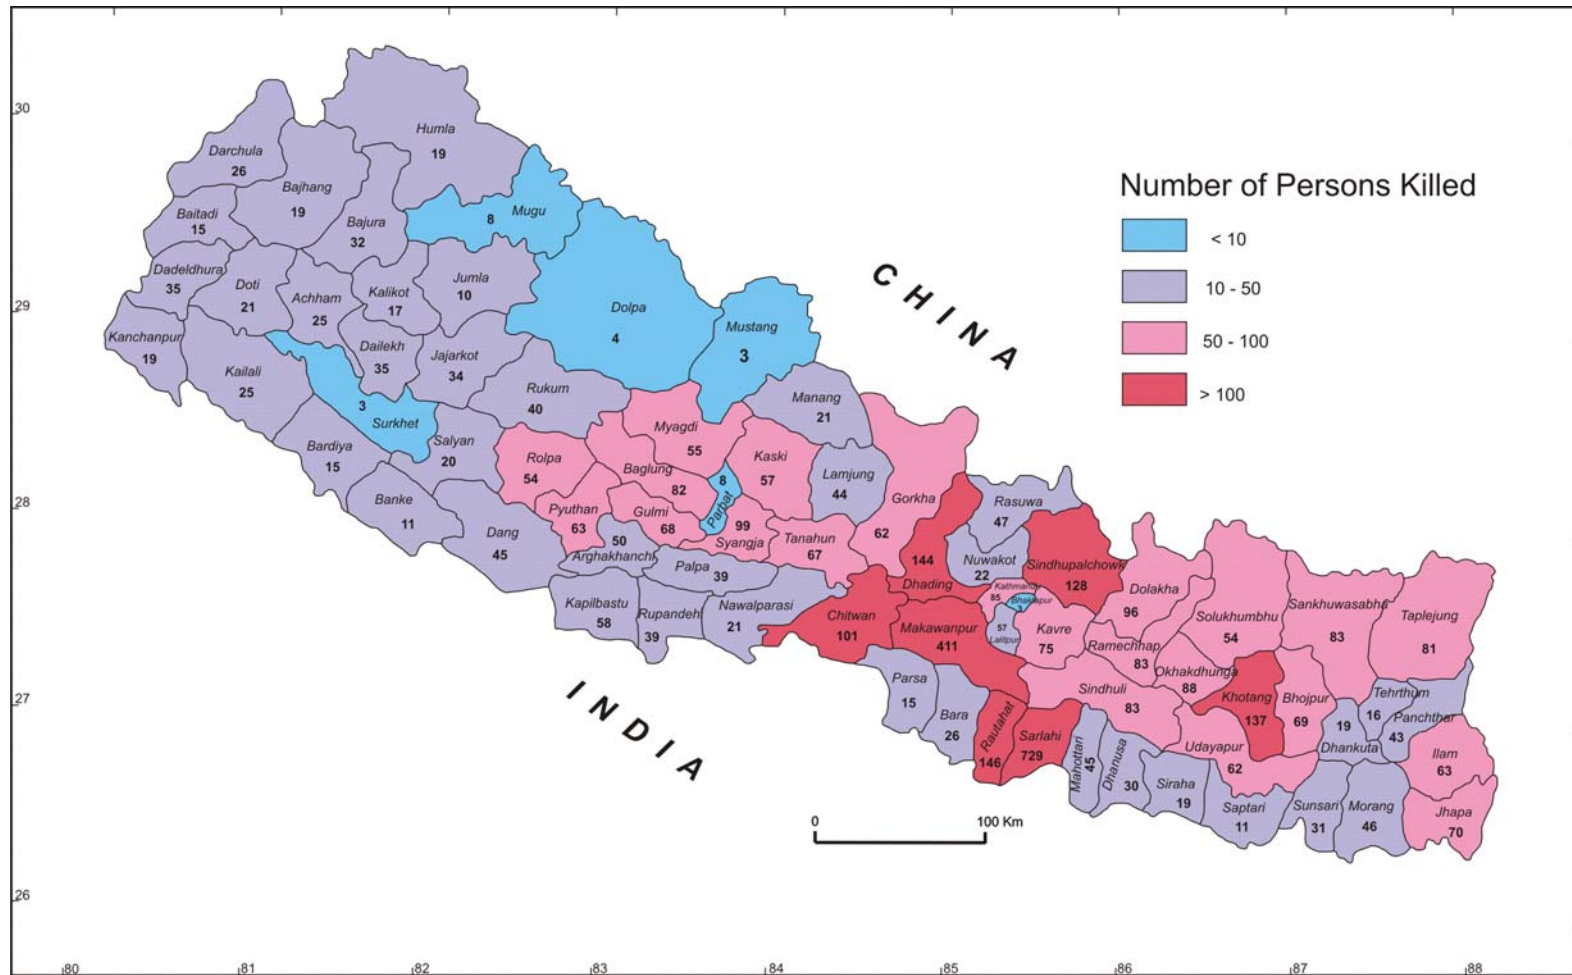 30
29
28
27
26
80
81
82
83
84
85
86
87
88
Number of Persons Killed
< 10
10 - 50
50 - 100
> 100
CHINA
INDIA
0
100 Km
Humla
19
Darchula
26
Bajhang
19
Baitadi
15
Bajura
32
8
Mugu
Dadeldhura
35
Doti
21
Achham
25
Kalikot
17
Jumla
10
Dolpa
4
Mustang
3
Kanchanpur
19
Kailali
25
Dailekh
35
Jajarkot
34
3
Surkhet
Rukum
40
Manang
21
Bardiya
15
Salyan
20
Rolpa
54
Myagdi
55
Baglung
82
8
Parbat
Kaski
57
Lamjung
44
Gorkha
62
Banke
11
Dang
45
Pyuthan
63
Gulmi
68
99
Syangja
Tanahun
67
50
Arghakhanchi
Palpa
39
Kapilbastu
58
Rupandehi
39
Nawalparasi
21
Chitwan
101
144
Dhading
Makawanpur
411
Rasuwa
47
Nuwakot
22
Sindhupalchowk
128
Kathmandu
85
Bhaktapur
3
57
Lalitpur
Kavre
75
Dolakha
96
Ramechhap
83
Solukhumbhu
54
Sankhuwasabha
83
Taplejung
81
Okhakdhunga
88
Khotang
137
Bhojpur
69
Tehrthum
16
Panchthar
43
19
Dhankuta
Sindhuli
83
Udayapur
62
Ilam
63
Jhapa
70
Parsa
15
Bara
26
Rautahat
146
Sarlahi
729
Mahottari
45
Dhanusa
30
Siraha
19
Saptari
11
Sunsari
31
Morang
46